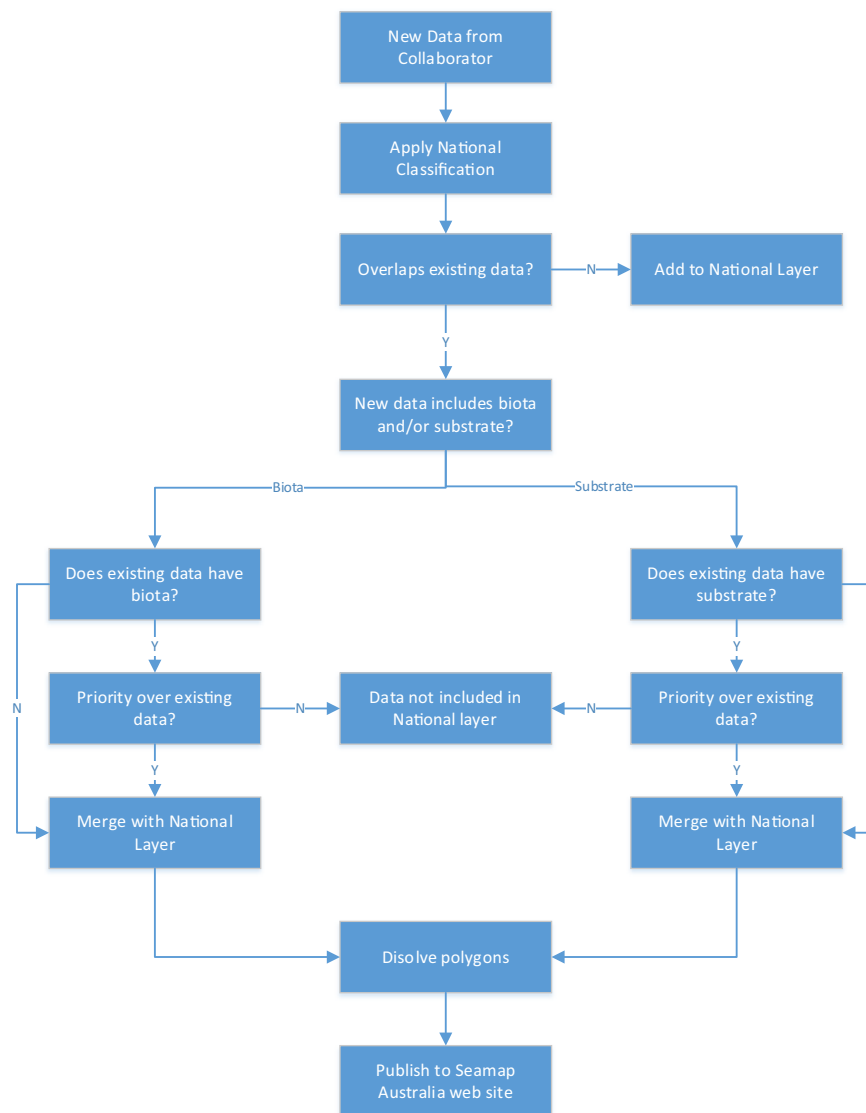 New Data from
Collaborator
Apply National
Classification
Overlaps existing data?
N
Add to National Layer
Y
New data includes biota
and/or substrate?
Biota
Substrate
Does existing data have
biota?
Does existing data have
substrate?
Y
Y
N
Priority over existing
data?
N
Data not included in
National layer
N
Priority over existing
data?
Y
Y
Merge with National
Layer
Merge with National
Layer
Disolve polygons
Publish to Seamap
Australia web site